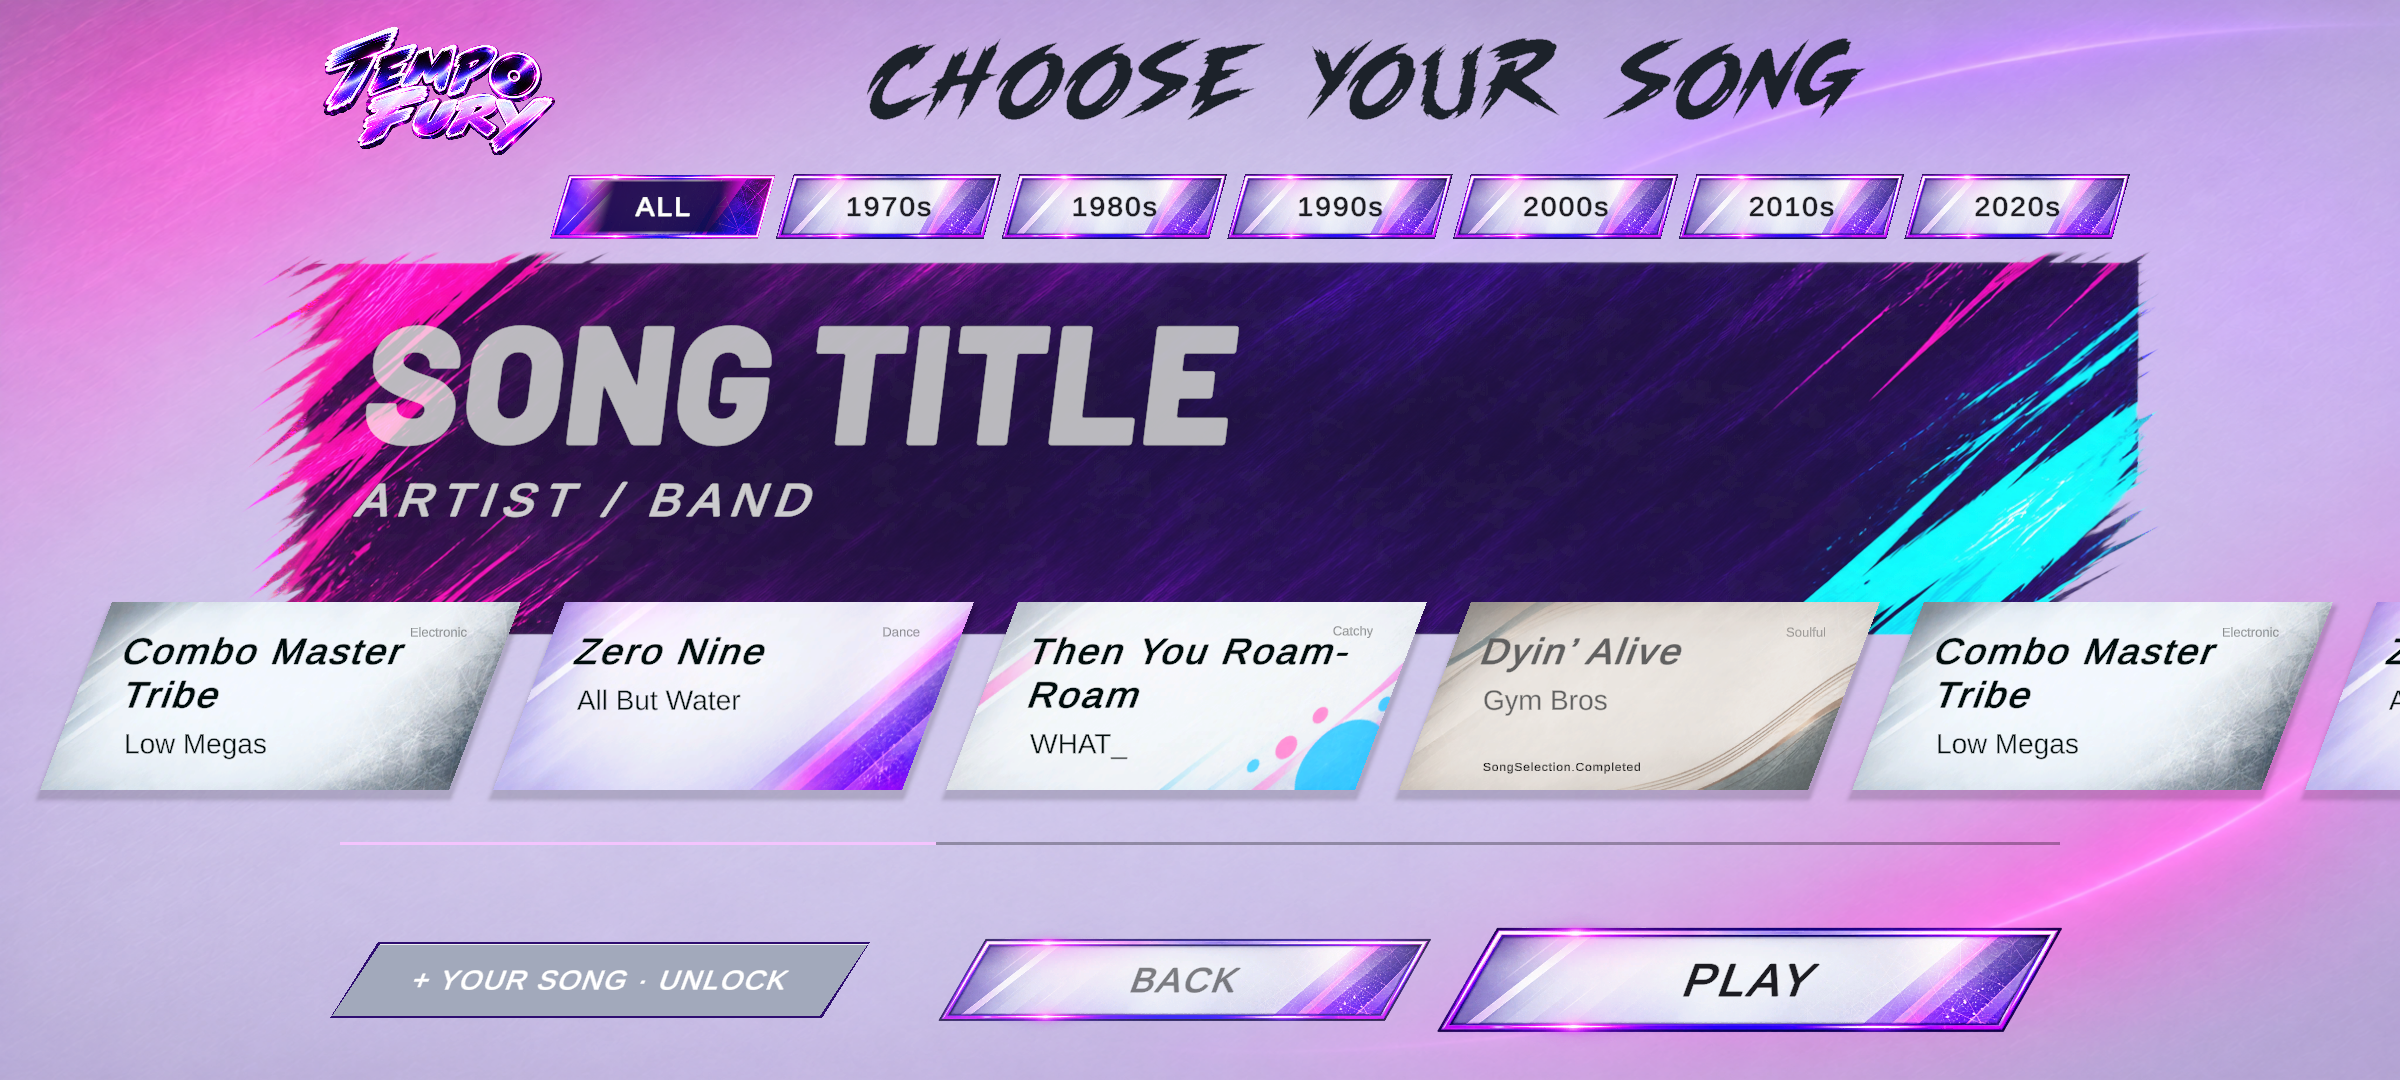 TEMPO
FURY
CHOOSE YOUR SONG
ALL
1970s
1980s
1990s
2000s
2010s
2020s
SONG TITLE
ARTIST / BAND
Electronic
Combo Master
Tribe
Low Megas
Dance
Zero Nine
All But Water
Catchy
Then You Roam-
Roam
WHAT_
Soulful
Dyin’ Alive
Gym Bros
SongSelection.Completed
Electronic
Combo Master
Tribe
Low Megas
+ YOUR SONG · UNLOCK
BACK
PLAY